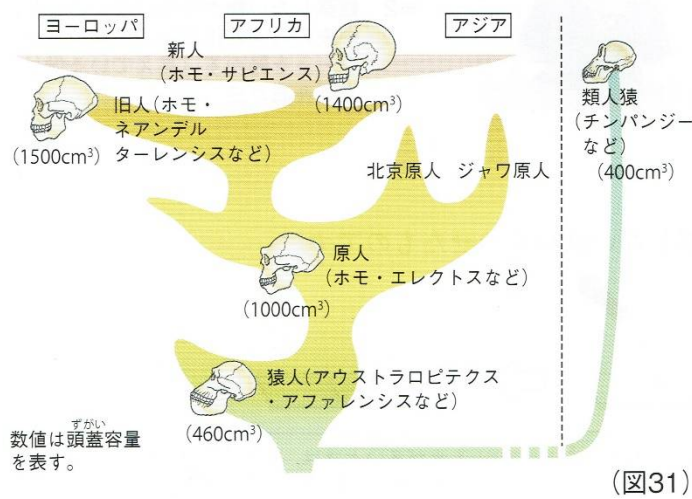 ヨーロッパ
アフリカ
アジア
新人
(ホモ・サピエンス)
(1400cm³)
旧人(ホモ・
ネアンデル
ターレンシスなど)
(1500cm³)
類人猿
(チンパンジー
など)
(400cm³)
北京原人 ジャワ原人
原人
(ホモ・エレクトスなど)
(1000cm³)
猿人(アウストラロピテクス
・アファレンシスなど)
(460cm³)
ずがい
数値は頭蓋容量
を表す。
(図31)